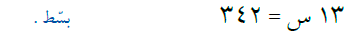 ١٣ س = ٣٤٢ بسّط .